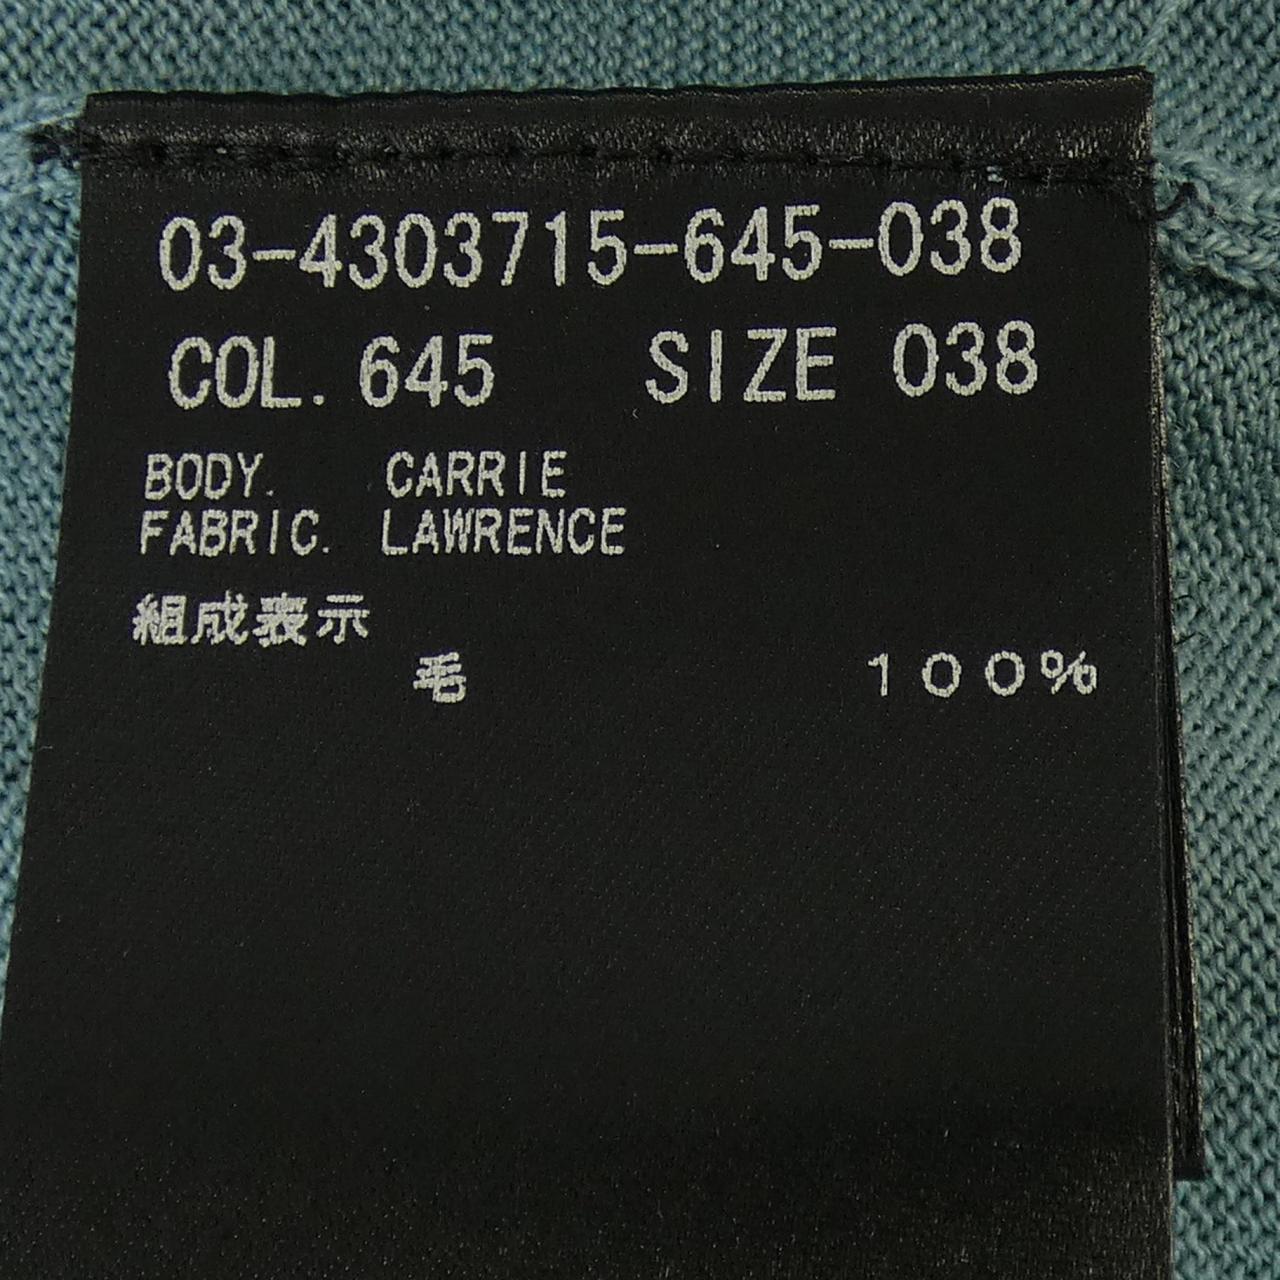 03-4303715-645-038
COL. 645 SIZE 038
BODY. CARRIE
FABRIC. LAWRENCE
組成表示
毛 100%